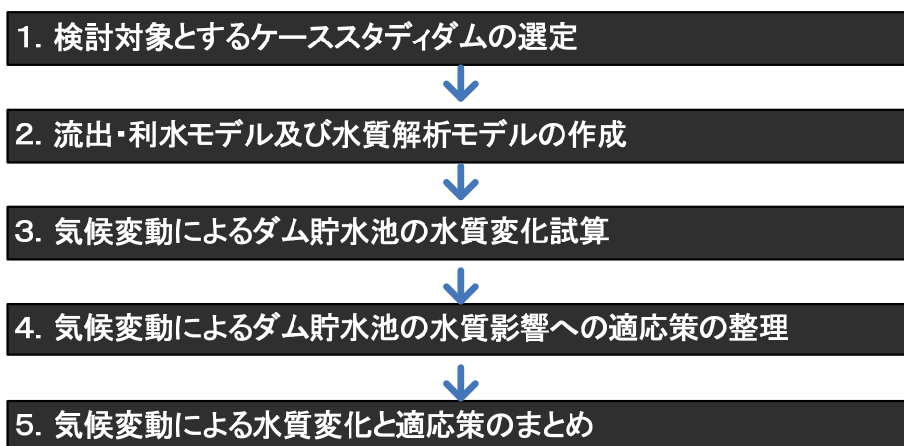 1. 検討対象とするケーススタディダムの選定
2. 流出・利水モデル及び水質解析モデルの作成
3. 気候変動によるダム貯水池の水質変化試算
4. 気候変動によるダム貯水池の水質影響への適応策の整理
5. 気候変動による水質変化と適応策のまとめ